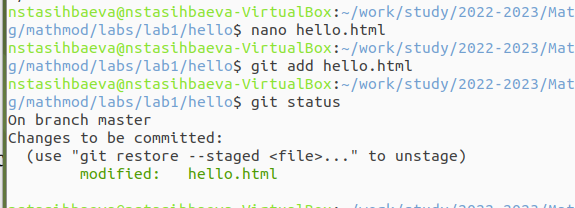 nstasihbaeva@nstasihbaeva-VirtualBox:~/work/study/2022-2023/Mat
g/mathmod/labs/lab1/hello$ nano hello.html
nstasihbaeva@nstasihbaeva-VirtualBox:~/work/study/2022-2023/Mat
g/mathmod/labs/lab1/hello$ git add hello.html
nstasihbaeva@nstasihbaeva-VirtualBox:~/work/study/2022-2023/Mat
g/mathmod/labs/lab1/hello$ git status
On branch master
Changes to be committed:
  (use "git restore --staged <file>..." to unstage)
        modified:   hello.html